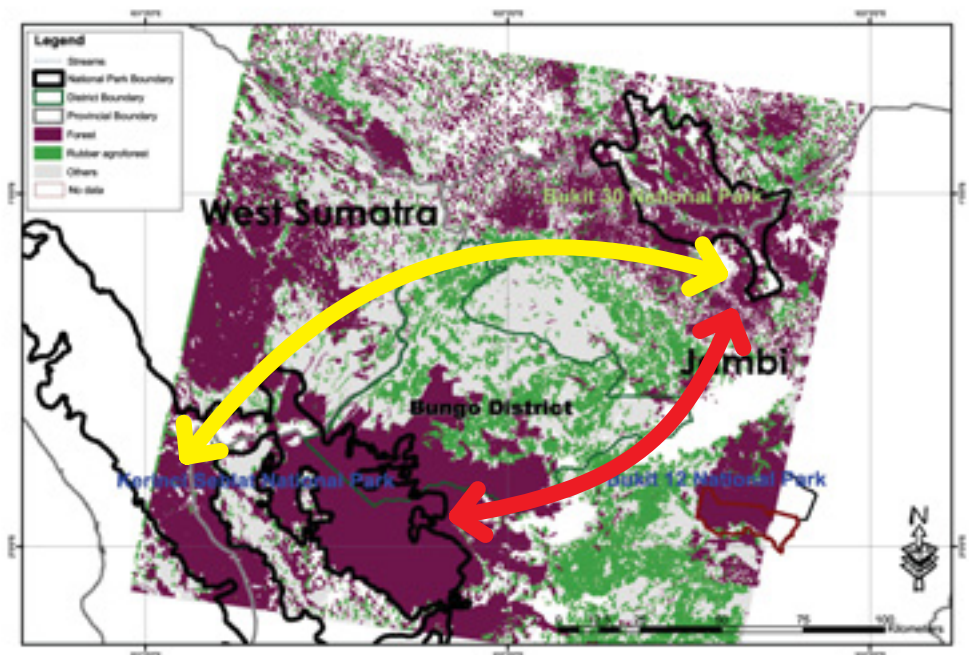 Legend
Streams
National Park Boundary
District Boundary
Provincial Boundary
Forest
Rubber agroforest
Others
No data
West Sumatra
Bukit 30 National Park
Jambi
Bungo District
Kerinci Seblat National Park
Bukit 12 National Park
N
75
100
Kilometers